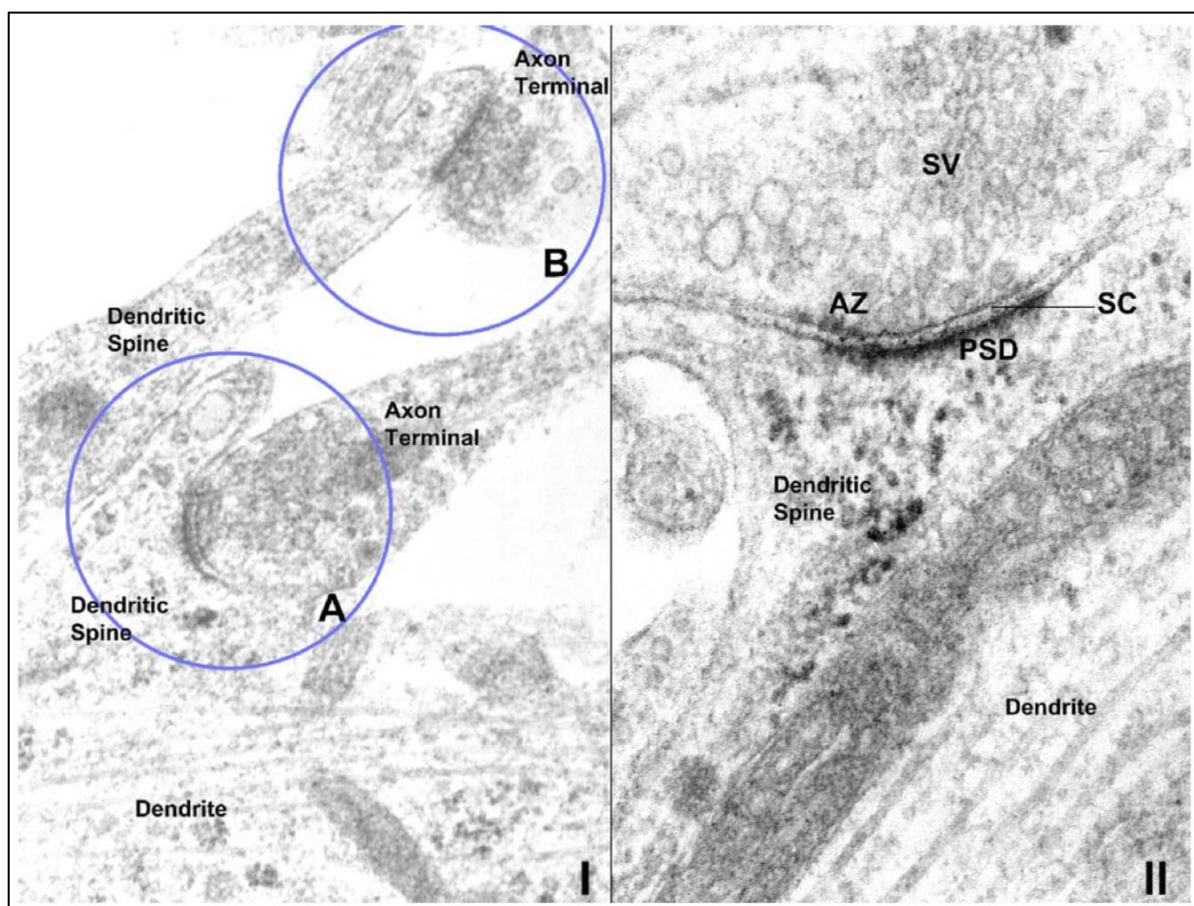 Axon
Terminal
B
Dendritic
Spine
Axon
Terminal
A
Dendritic
Spine
Dendrite
I
SV
AZ
SC
PSD
Dendritic
Spine
Dendrite
II